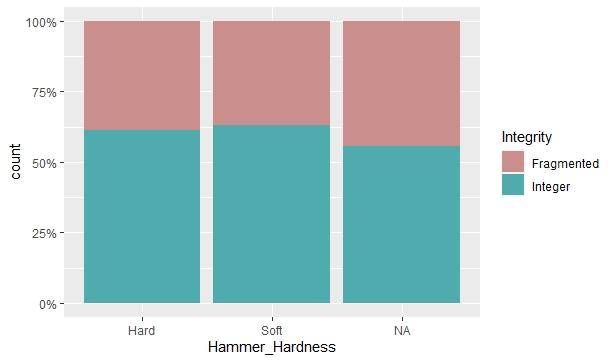 100%
75%
50%
25%
0%
count
Hard Soft NA
Hammer_Hardness
Integrity
Fragmented
Integer